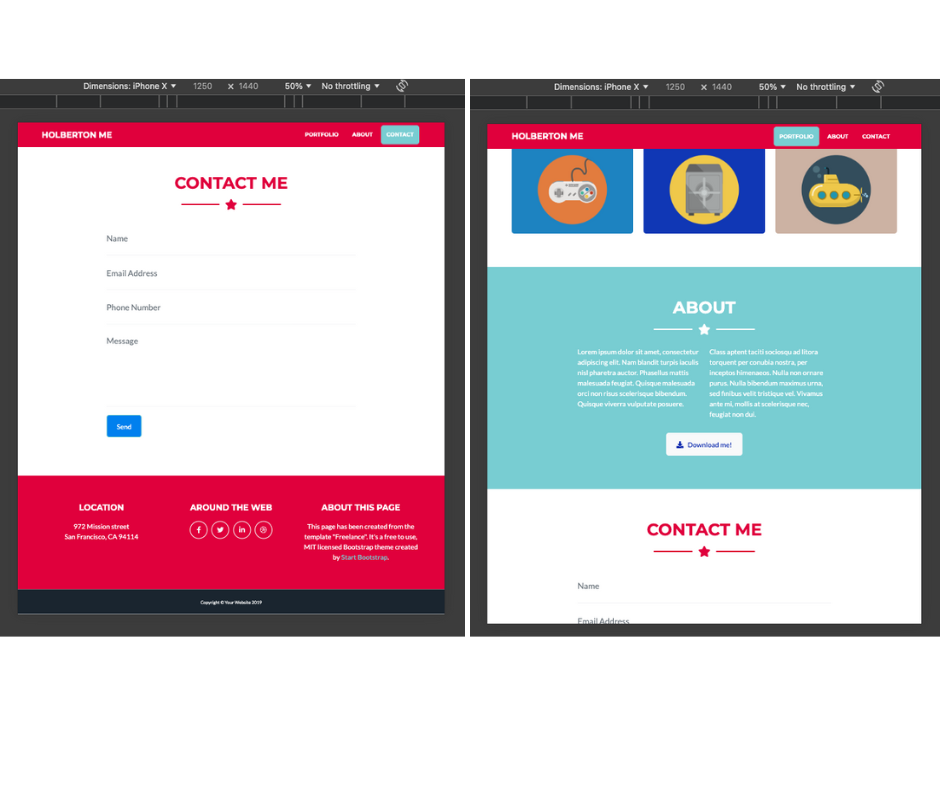 Dimensions: iPhone X ▼ 1250 × 1440 50% ▼ No throttling ▼
HOLBERTON ME
PORTFOLIO ABOUT CONTACT
CONTACT ME
Name
Email Address
Phone Number
Message
Send
LOCATION
972 Mission street
San Francisco, CA 94114
AROUND THE WEB
ABOUT THIS PAGE
This page has been created from the
template "Freelance". It's a free to use,
MIT licensed Bootstrap theme created
by Start Bootstrap.
Copyright © Your Website 2019
Dimensions: iPhone X ▼ 1250 × 1440 50% ▼ No throttling ▼
HOLBERTON ME
PORTFOLIO ABOUT CONTACT
ABOUT
Lorem ipsum dolor sit amet, consectetur
adipiscing elit. Nam blandit turpis iaculis
nisl pharetra auctor. Phasellus mattis
malesuada feugiat. Quisque malesuada
orci non risus scelerisque bibendum.
Quisque viverra vulputate posuere.
Class aptent taciti sociosqu ad litora
torquent per conubia nostra, per
inceptos himenaeos. Nulla non ornare
purus. Nulla bibendum maximus urna,
sed finibus velit tristique vel. Vivamus
ante mi, mollis at scelerisque nec,
feugiat non dui.
Download me!
CONTACT ME
Name
Email Address